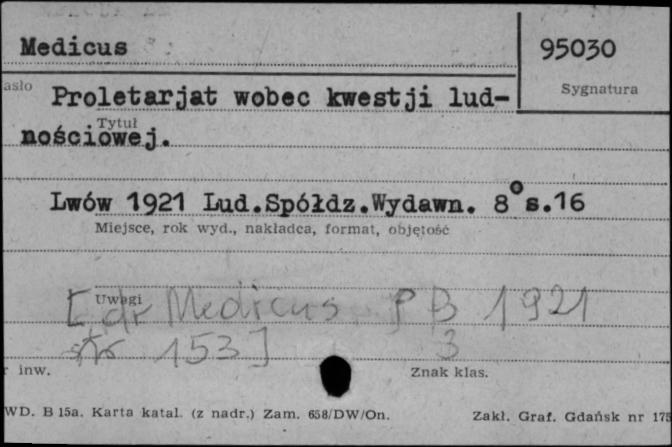 Medicus
95030
asło
Sygnatura
Proletarjat wobec kwestji lud-
Tytuł
nościowej.
Lwów 1921 Lud.Spółdz.Wydawn. 8° s.16
Miejsce, rok wyd., nakładca, format, objętość
Uwagi
[dr Medicus PB 1921
str 153] 3
r inw.
Znak klas.
WD. B 15a. Karta katal. (z nadr.) Zam. 658/DW/On.
Zakł. Graf. Gdańsk nr 175